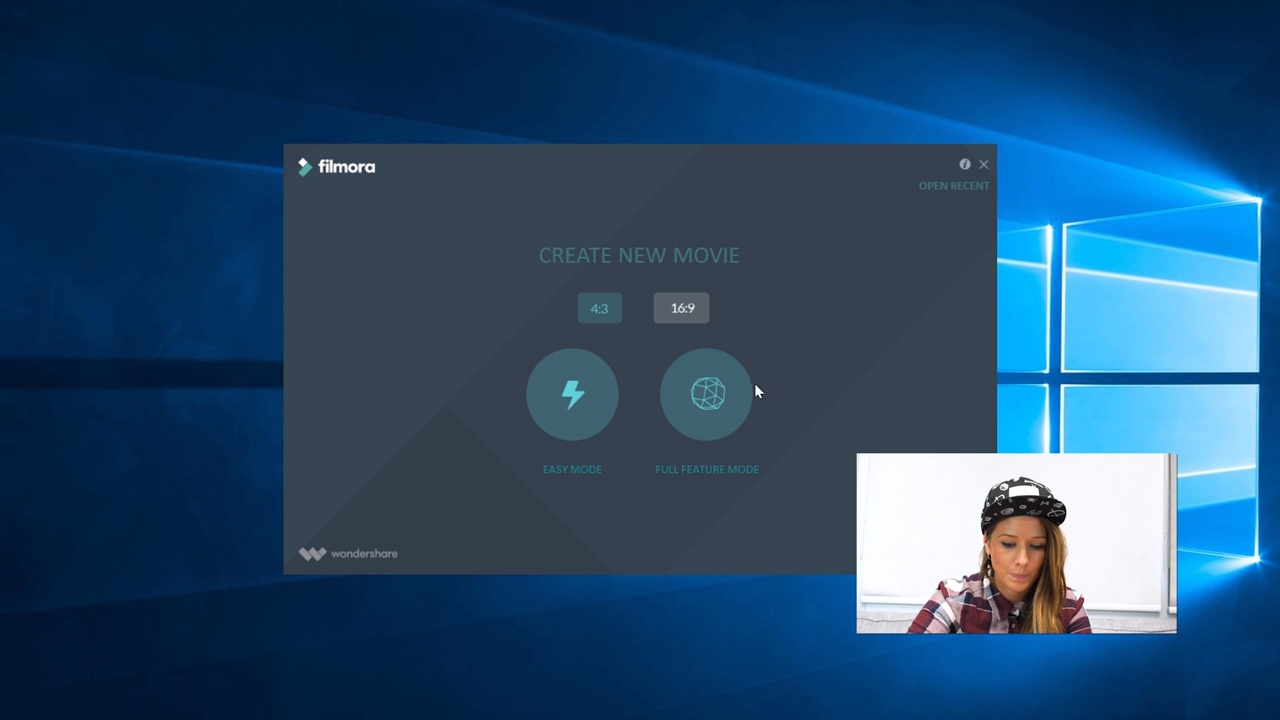 filmora
OPEN RECENT
CREATE NEW MOVIE
4:3
16:9
EASY MODE
FULL FEATURE MODE
wondershare